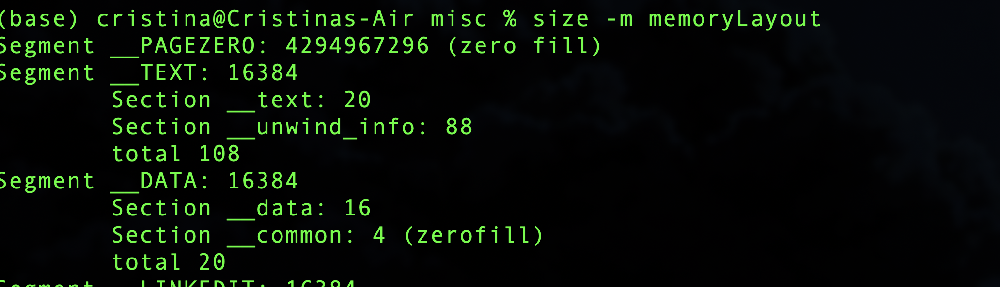 (base) cristina@Cristinas-Air misc % size -m memoryLayout
Segment __PAGEZERO: 4294967296 (zero fill)
Segment __TEXT: 16384
Section __text: 20
Section __unwind_info: 88
total 108
Segment __DATA: 16384
Section __data: 16
Section __common: 4 (zerofill)
total 20
Segment __LINKEDIT: 16384